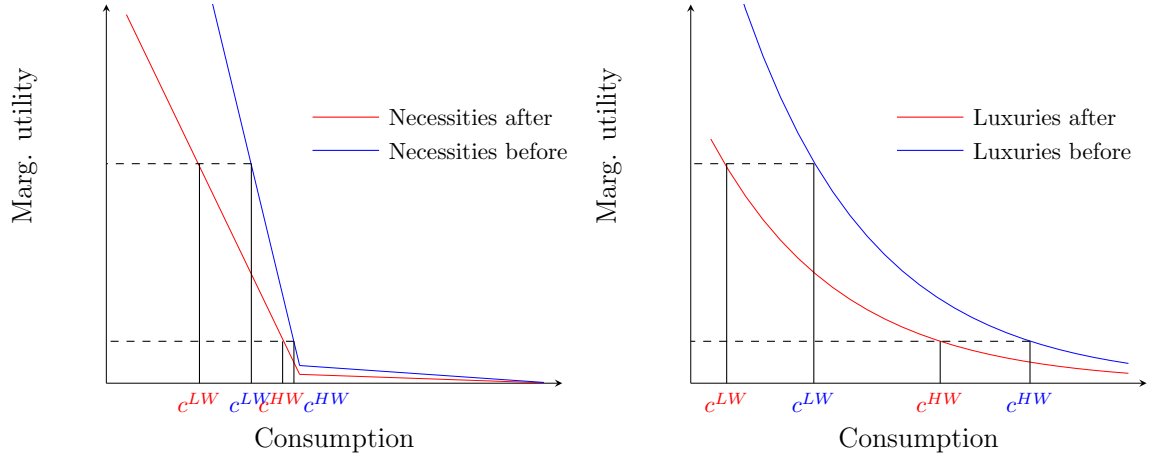 Marg. utility
Necessities after
Necessities before
c^{LW} c^{LW} c^{HW} c^{HW}
Consumption
Marg. utility
Luxuries after
Luxuries before
c^{LW} c^{LW} c^{HW} c^{HW}
Consumption